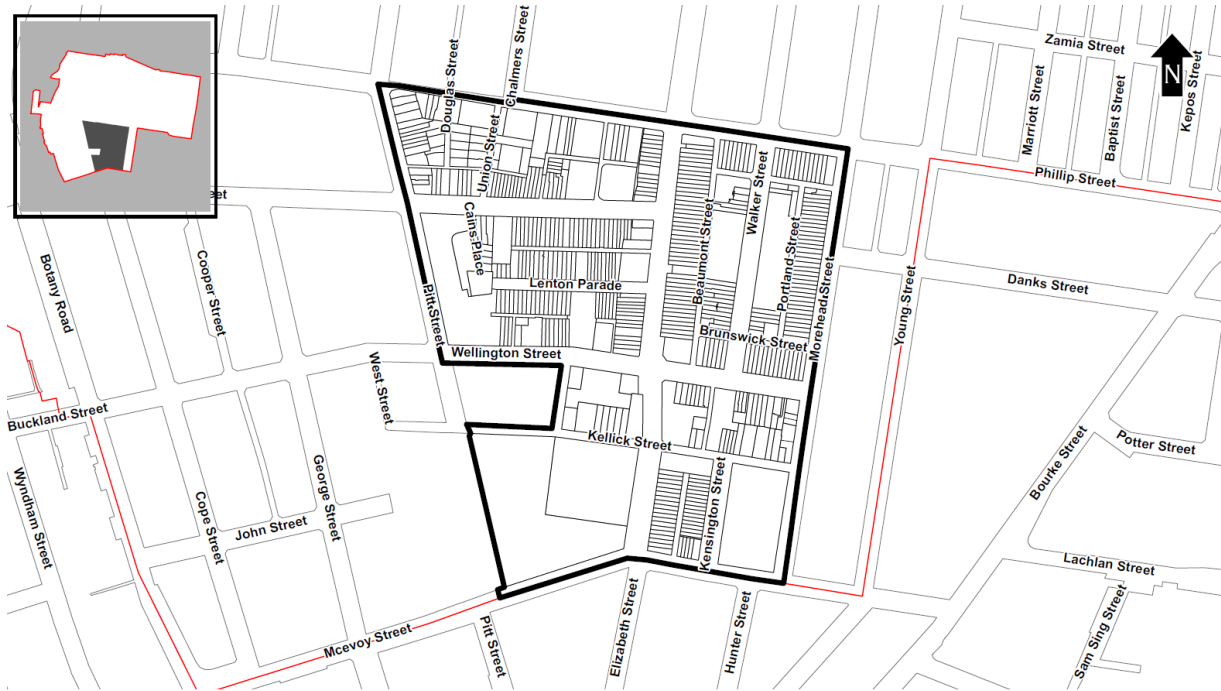 Chalmers Street
Douglas Street
Zamia Street
N
Kepos Street
Marriott Street
Baptist Street
Union Street
Phillip Street
Walker Street
reet
Cains Place
Beaumont Street
Portland Street
Botany Road
Cooper Street
Lenton Parade
Pitt Street
Morehead Street
Young Street
Danks Street
Brunswick Street
Wellington Street
West Street
Buckland Street
Kellick Street
Potter Street
Bourke Street
Wyndham Street
George Street
Cope Street
Kensington Street
John Street
Lachlan Street
Sam Sing Street
Mcevoy Street
Pitt Street
Elizabeth Street
Hunter Street